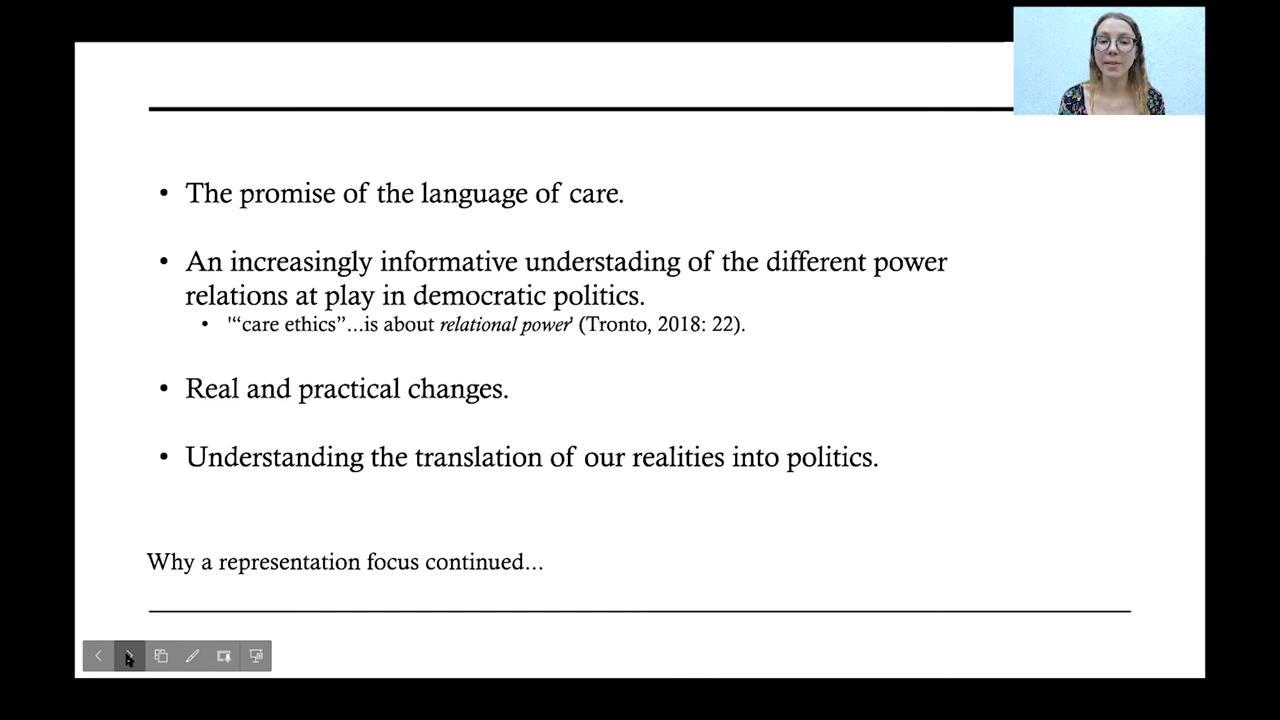 • The promise of the language of care.
• An increasingly informative understading of the different power
relations at play in democratic politics.
• '“care ethics”...is about relational power' (Tronto, 2018: 22).
• Real and practical changes.
• Understanding the translation of our realities into politics.
Why a representation focus continued...